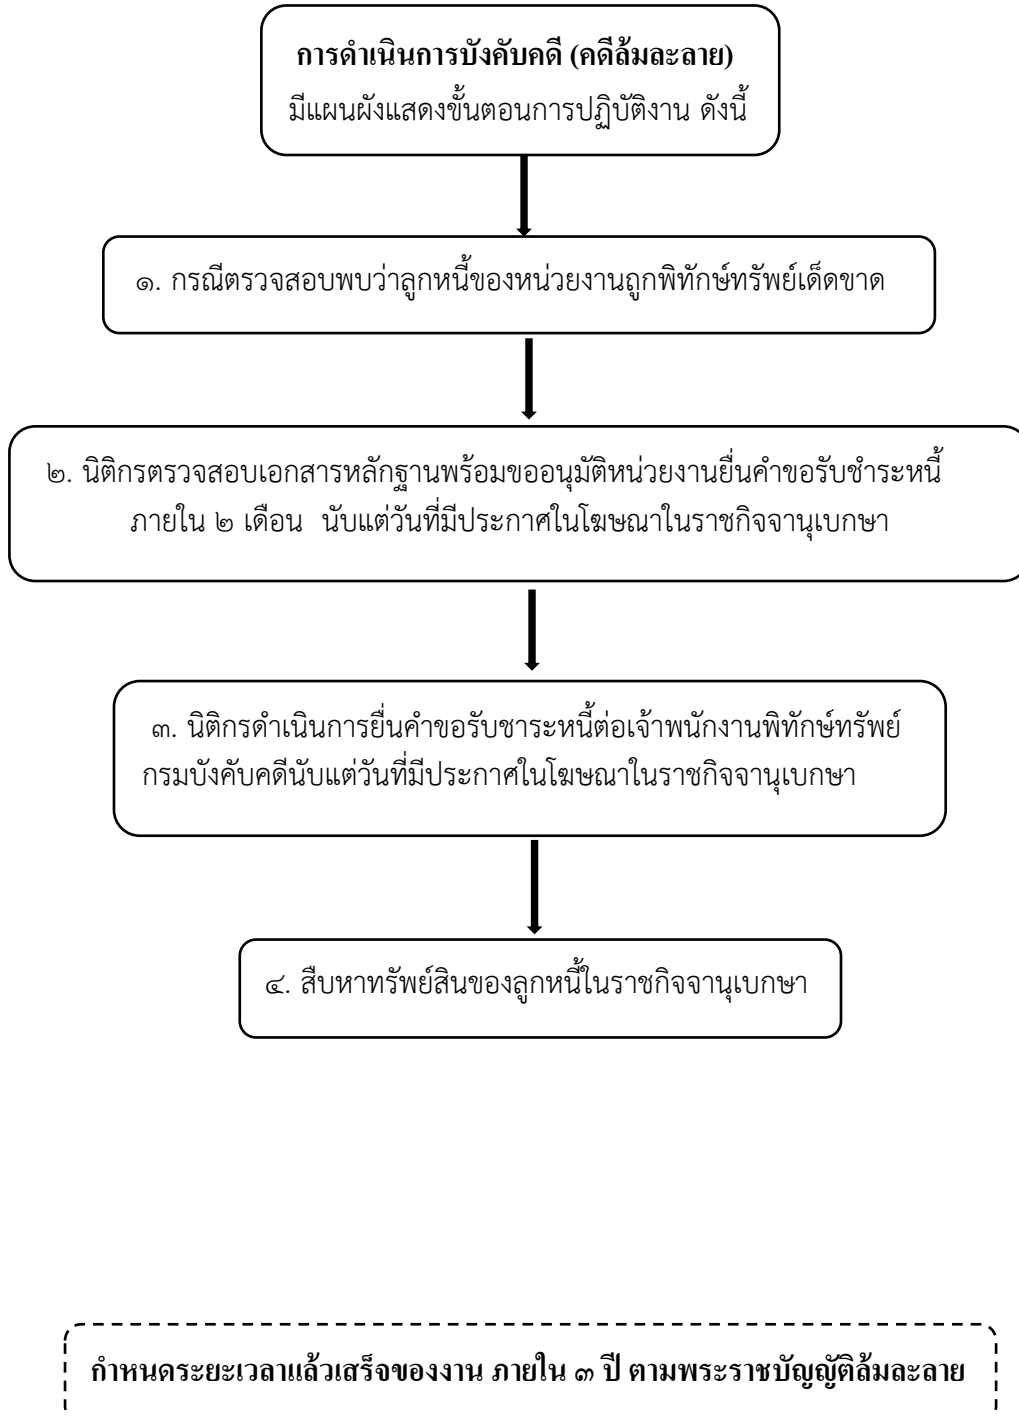 การดำเนินการบังคับคดี (คดีล้มละลาย)
มีแผนผังแสดงขั้นตอนการปฏิบัติงาน ดังนี้
๑. กรณีตรวจสอบพบว่าลูกหนี้ของหน่วยงานถูกพิทักษ์ทรัพย์เด็ดขาด
๒. นิติกรตรวจสอบเอกสารหลักฐานพร้อมขออนุมัติหน่วยงานยื่นคำขอรับชำระหนี้
ภายใน ๒ เดือน นับแต่วันที่มีประกาศในโฆษณาในราชกิจจานุเบกษา
๓. นิติกรดำเนินการยื่นคำขอรับชาระหนี้ต่อเจ้าพนักงานพิทักษ์ทรัพย์
กรมบังคับคดีนับแต่วันที่มีประกาศในโฆษณาในราชกิจจานุเบกษา
๔. สืบหาทรัพย์สินของลูกหนี้ในราชกิจจานุเบกษา
กำหนดระยะเวลาแล้วเสร็จของงาน ภายใน ๓ ปี ตามพระราชบัญญัติล้มละลาย